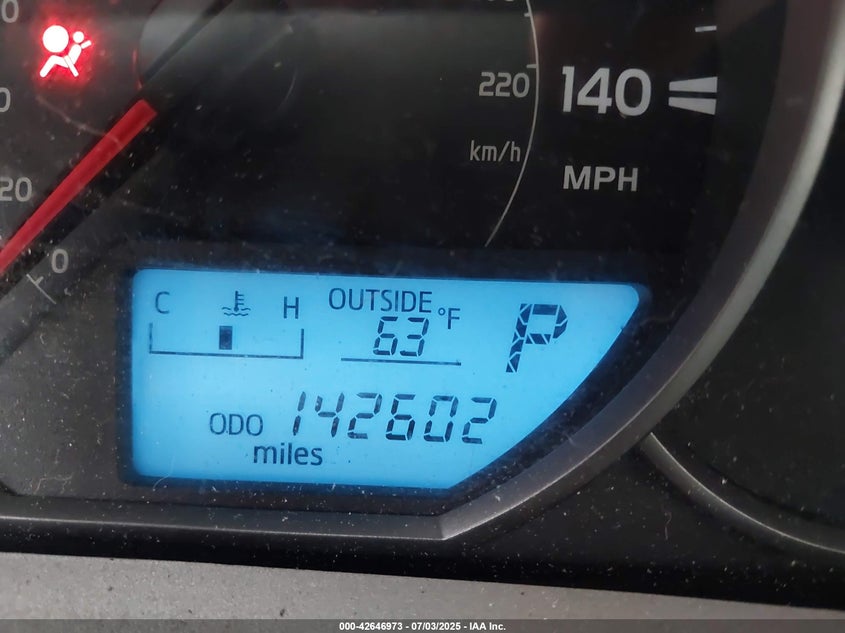 220
140
km/h
MPH
20
0
C
H
OUTSIDE
63 °F
P
ODO 142602
miles
000-42646973 - 07/03/2025 - IAA Inc.